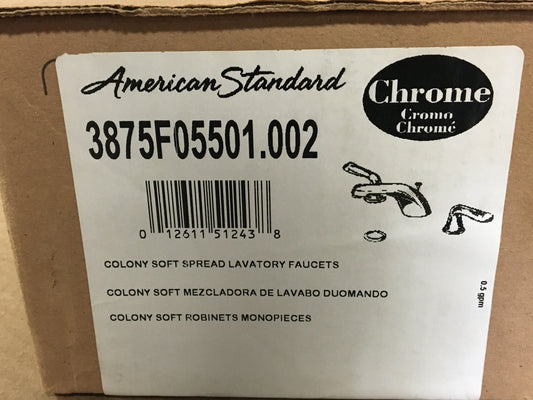 American Standard
Chrome
Cromo
Chromé
3875F05501.002
0 12611 51243 8
COLONY SOFT SPREAD LAVATORY FAUCETS
COLONY SOFT MEZCLADORA DE LAVABO DUOMANDO
COLONY SOFT ROBINETS MONOPIECES
0.5 gpm